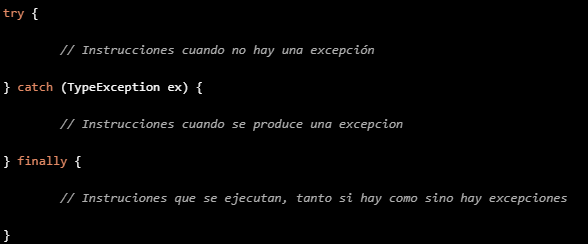 try {
// Instrucciones cuando no hay una excepción
} catch (TypeException ex) {
// Instrucciones cuando se produce una excepcion
} finally {
// Instruciones que se ejecutan, tanto si hay como sino hay excepciones
}